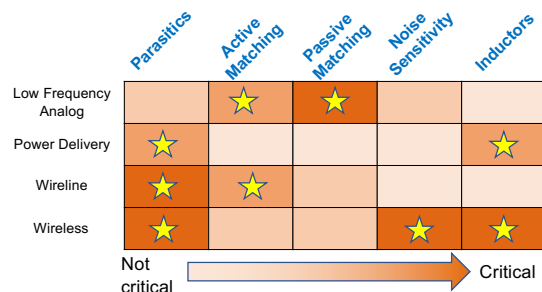 Parasitics
Active
Matching
Passive
Matching
Noise
Sensitivity
Inductors
Low Frequency
Analog
Power Delivery
Wireline
Wireless
Not
critical
Critical